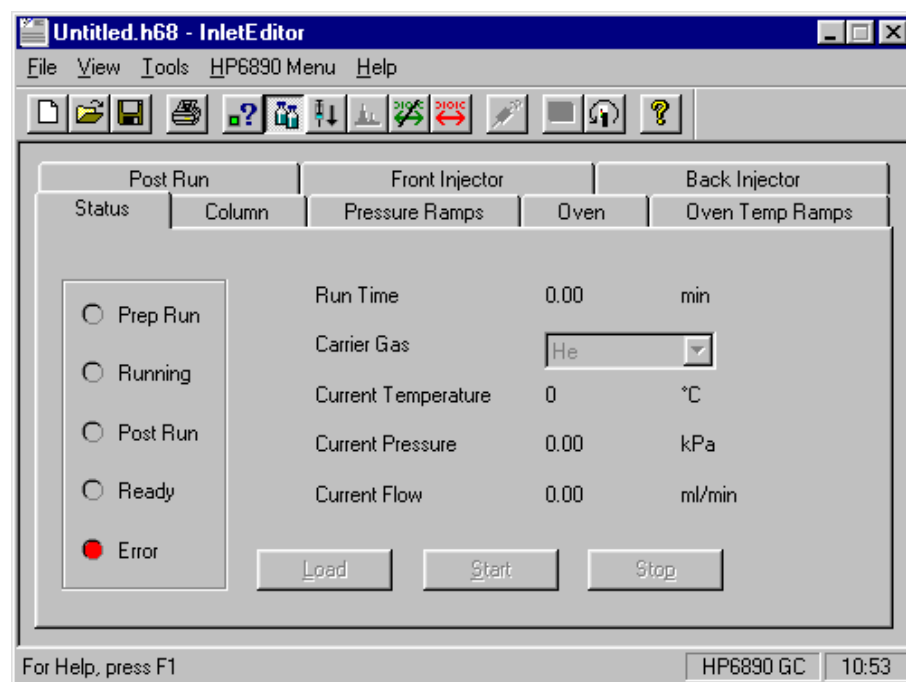 Untitled.h68 - InletEditor
File View Tools HP6890 Menu Help
Post Run Front Injector Back Injector
Status Column Pressure Ramps Oven Oven Temp Ramps
Prep Run
Running
Post Run
Ready
Error
Run Time 0.00 min
Carrier Gas He
Current Temperature 0 °C
Current Pressure 0.00 kPa
Current Flow 0.00 ml/min
Load Start Stop
For Help, press F1 HP6890 GC 10:53